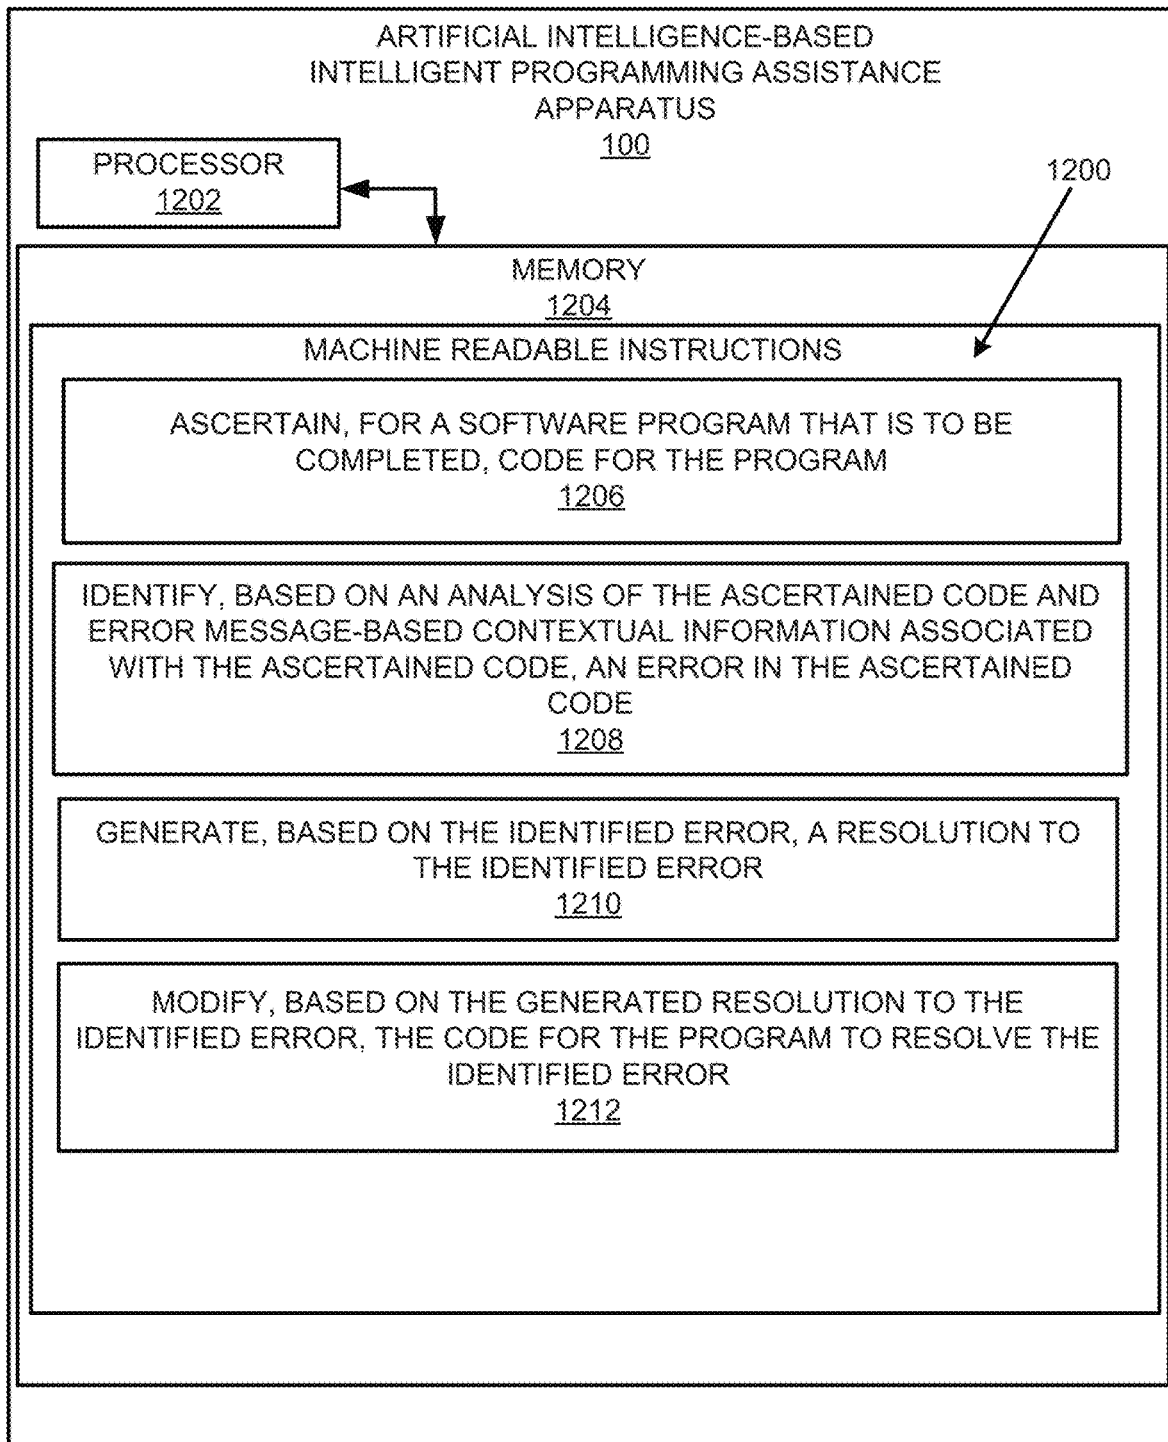 ARTIFICIAL INTELLIGENCE-BASED
INTELLIGENT PROGRAMMING ASSISTANCE
APPARATUS
100
PROCESSOR
1202
1200
MEMORY
1204
MACHINE READABLE INSTRUCTIONS
ASCERTAIN, FOR A SOFTWARE PROGRAM THAT IS TO BE
COMPLETED, CODE FOR THE PROGRAM
1206
IDENTIFY, BASED ON AN ANALYSIS OF THE ASCERTAINED CODE AND
ERROR MESSAGE-BASED CONTEXTUAL INFORMATION ASSOCIATED
WITH THE ASCERTAINED CODE, AN ERROR IN THE ASCERTAINED
CODE
1208
GENERATE, BASED ON THE IDENTIFIED ERROR, A RESOLUTION TO
THE IDENTIFIED ERROR
1210
MODIFY, BASED ON THE GENERATED RESOLUTION TO THE
IDENTIFIED ERROR, THE CODE FOR THE PROGRAM TO RESOLVE THE
IDENTIFIED ERROR
1212